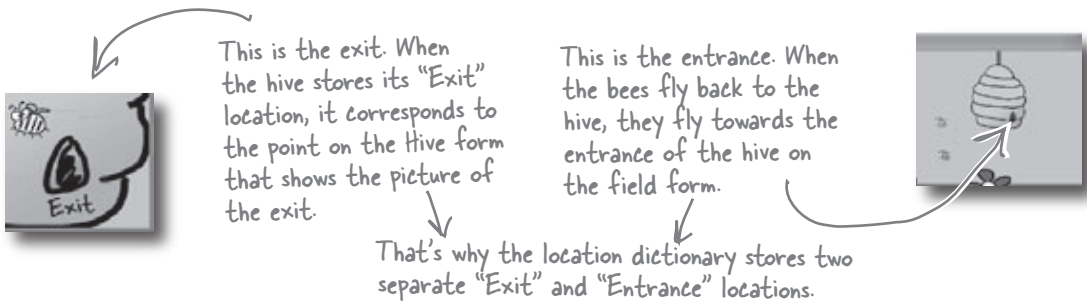 This is the exit. When
the hive stores its “Exit”
location, it corresponds to
the point on the Hive form
that shows the picture of
the exit.
This is the entrance. When
the bees fly back to the
hive, they fly towards the
entrance of the hive on
the field form.
Exit
That's why the location dictionary stores two
separate “Exit” and “Entrance” locations.